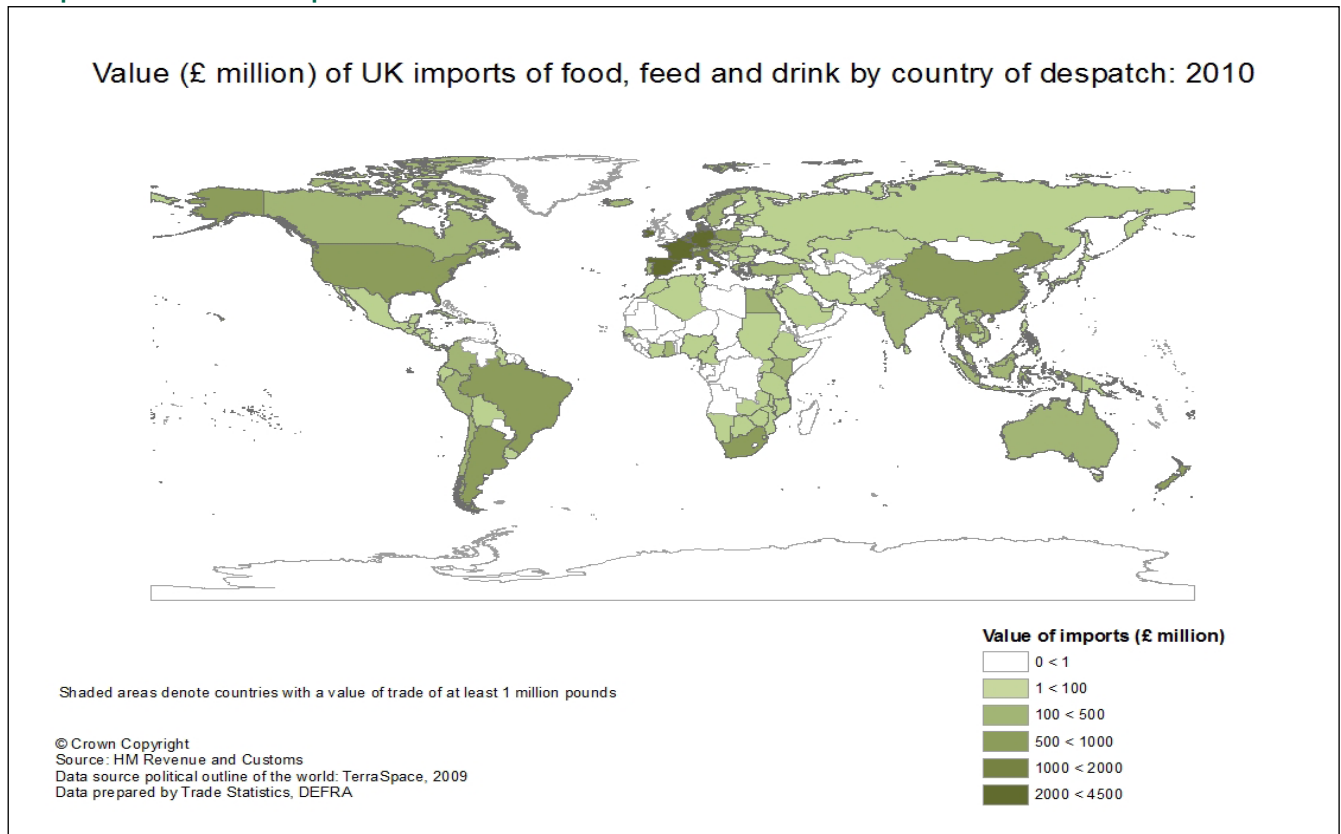 Value (£ million) of UK imports of food, feed and drink by country of despatch: 2010
Value of imports (£ million)
0 < 1
1 < 100
100 < 500
500 < 1000
1000 < 2000
2000 < 4500
Shaded areas denote countries with a value of trade of at least 1 million pounds
© Crown Copyright
Source: HM Revenue and Customs
Data source political outline of the world: TerraSpace, 2009
Data prepared by Trade Statistics, DEFRA